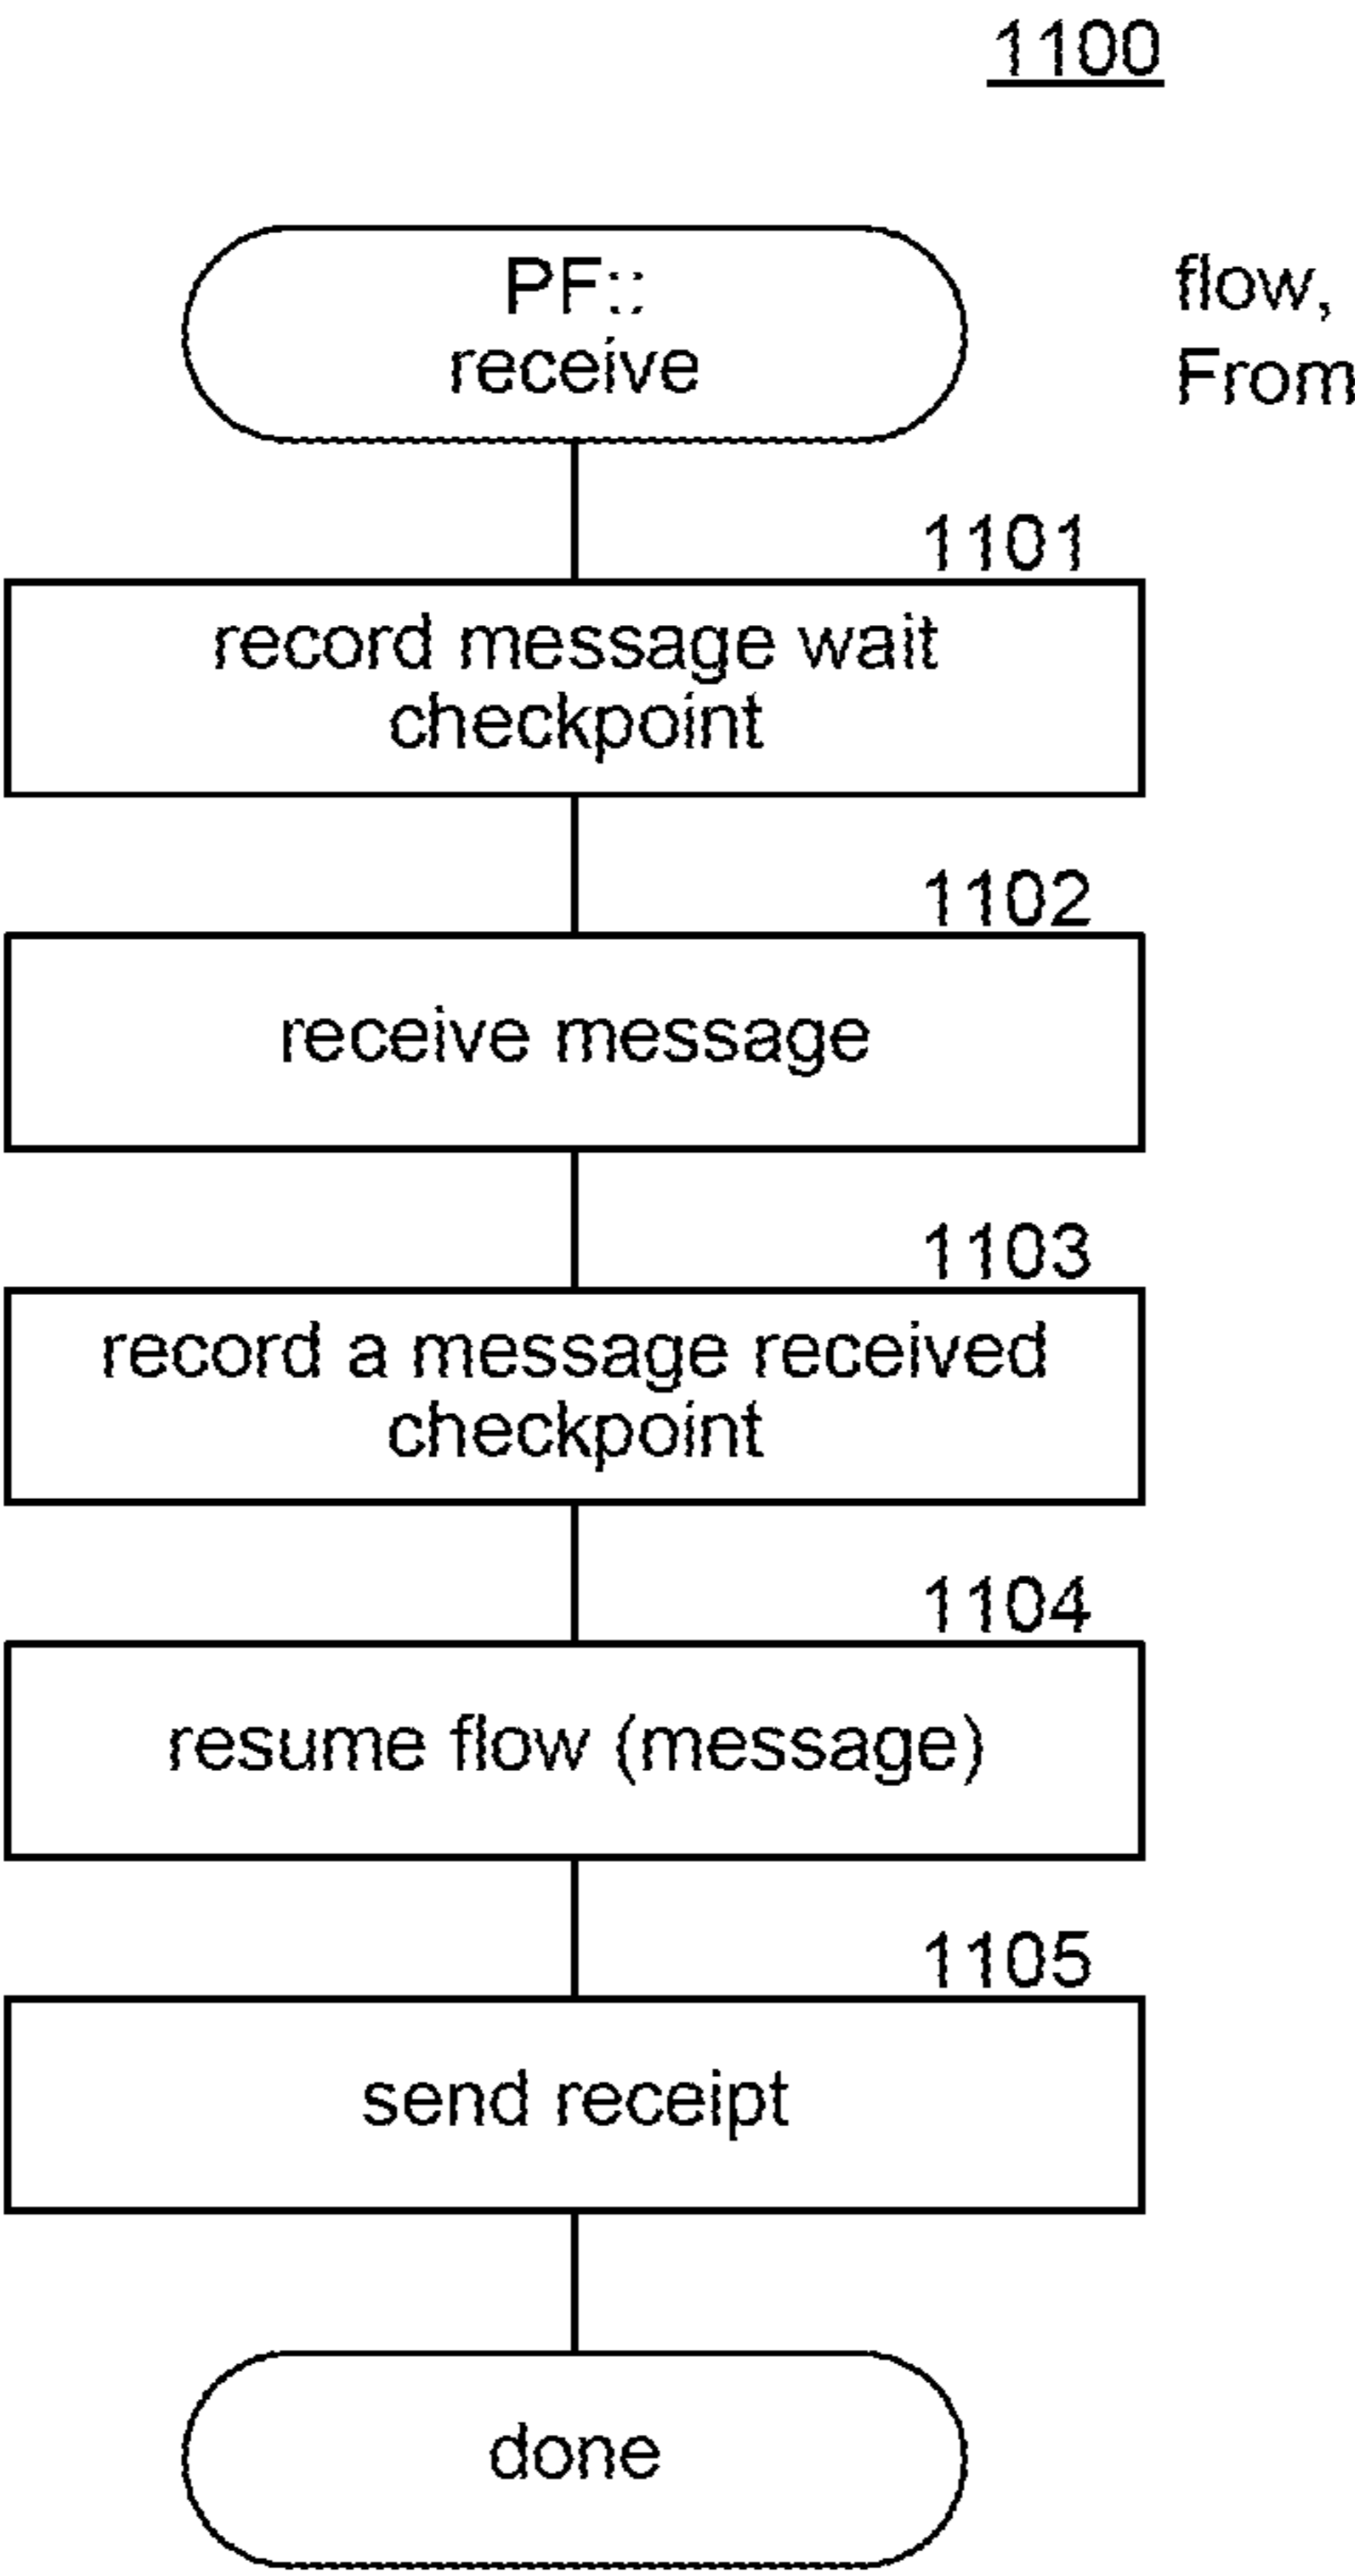 1100
PF::
receive
flow,
From
1101
record message wait
checkpoint
1102
receive message
1103
record a message received
checkpoint
1104
resume flow (message)
1105
send receipt
done